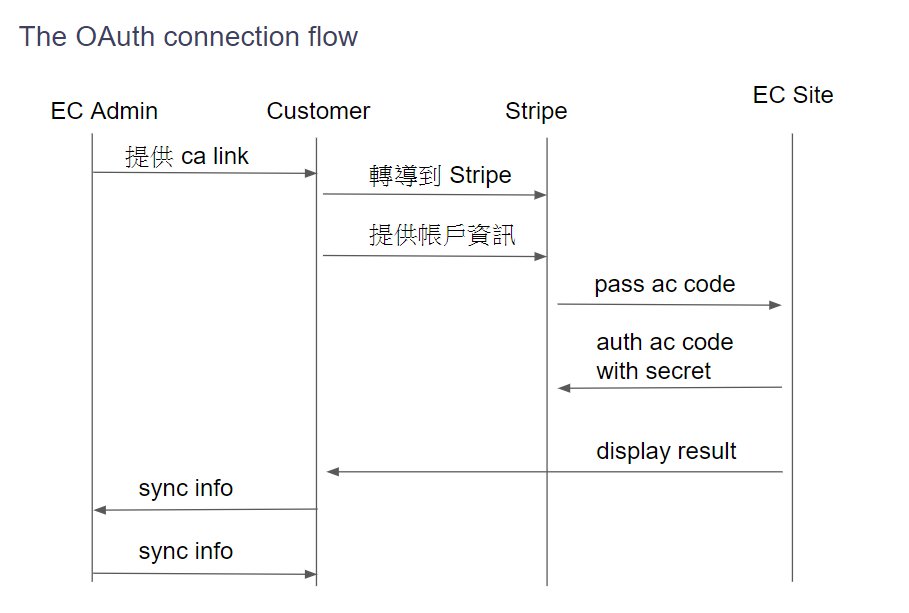 The OAuth connection flow
EC Admin
Customer
Stripe
EC Site
提供 ca link
轉導到 Stripe
提供帳戶資訊
pass ac code
auth ac code
with secret
display result
sync info
sync info